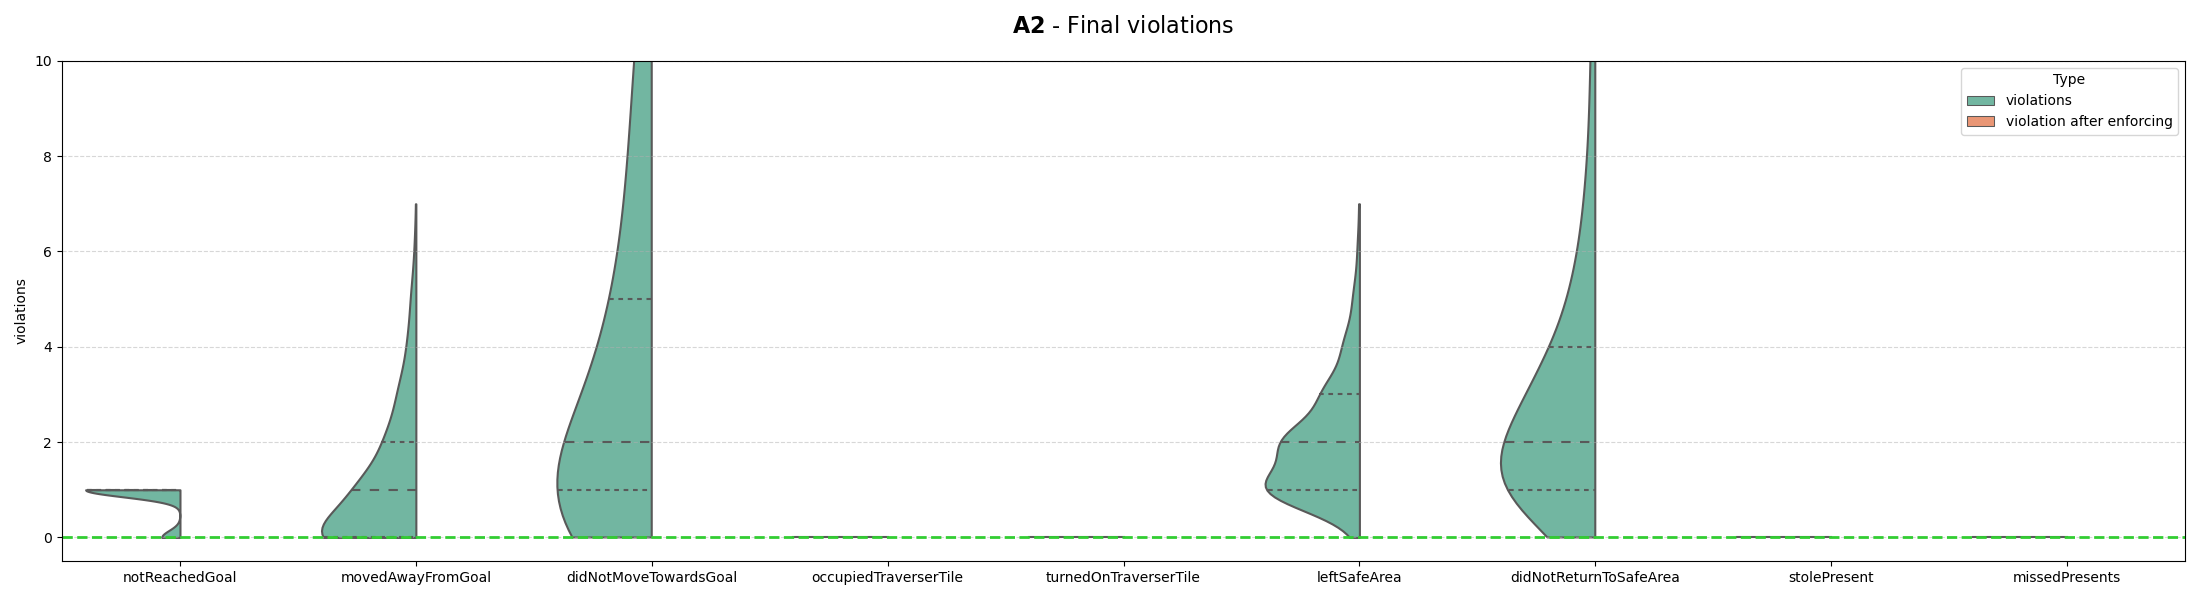 A2 - Final violations
10
8
6
4
2
0
violations
Type
violations
violation after enforcing
notReachedGoal
movedAwayFromGoal
didNotMoveTowardsGoal
occupiedTraverserTile
turnedOnTraverserTile
leftSafeArea
didNotReturnToSafeArea
stolePresent
missedPresents